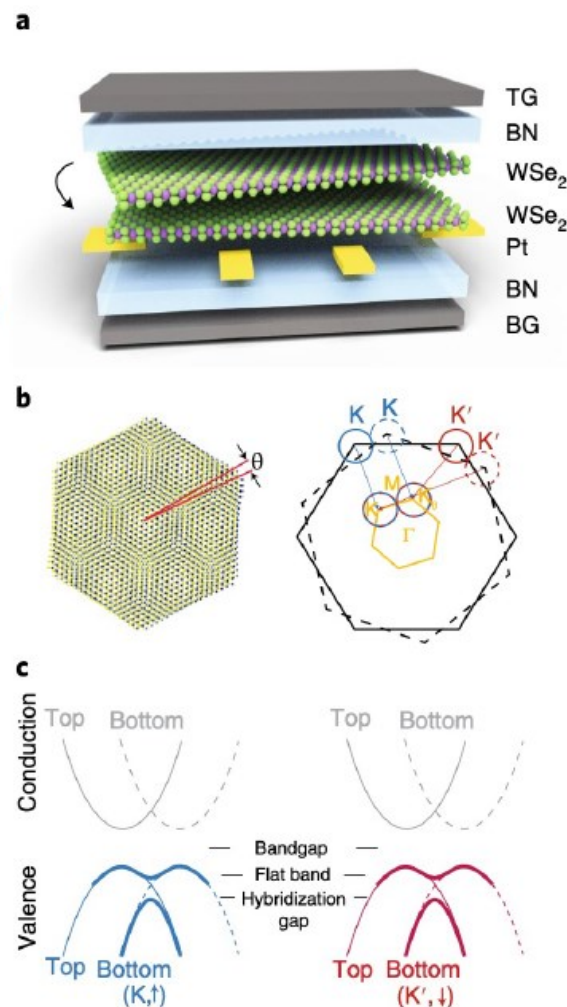 a
TG
BN
WSe₂
WSe₂
Pt
BN
BG
b
θ
K K K′
K′
M
K K₀
Γ
c
Conduction
Top Bottom Top Bottom
Bandgap
Flat band
Hybridization
gap
Valence
Top Bottom Top Bottom
(K,↑) (K′,↓)